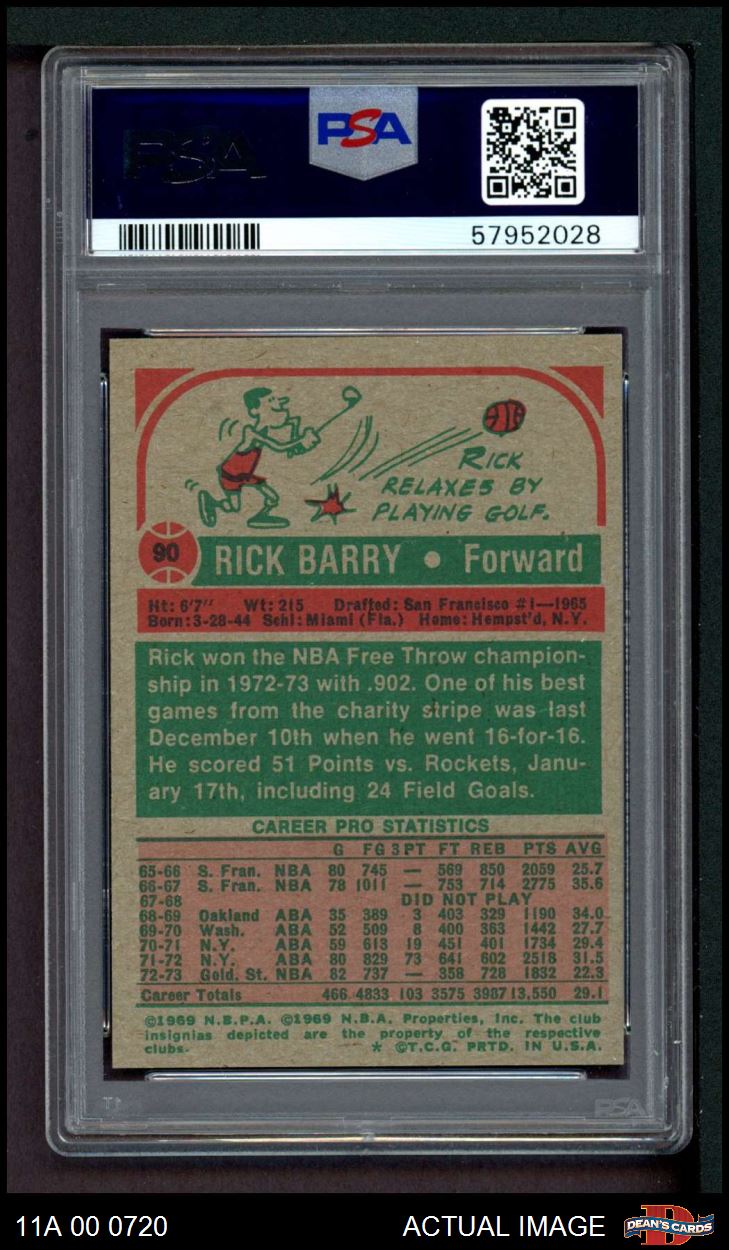 PSA
PSA
57952028
RICK
RELAXES BY
PLAYING GOLF.
90
RICK BARRY • Forward
Ht: 6'7" Wt: 215 Drafted: San Francisco #1—1965
Born: 3-28-44 Schl: Miami (Fla.) Home: Hempst'd, N.Y.
Rick won the NBA Free Throw champion-
ship in 1972-73 with .902. One of his best
games from the charity stripe was last
December 10th when he went 16-for-16.
He scored 51 Points vs. Rockets, Janu-
ary 17th, including 24 Field Goals.
CAREER PRO STATISTICS
G FG 3PT FT REB PTS AVG
65-66 S. Fran. NBA 80 745 — 569 850 2059 25.7
66-67 S. Fran. NBA 78 1011 — 753 714 2775 35.6
67-68 DID NOT PLAY
68-69 Oakland ABA 35 389 3 403 329 1190 34.0
69-70 Wash. ABA 52 509 8 400 363 1442 27.7
70-71 N.Y. ABA 59 613 19 451 401 1734 29.4
71-72 N.Y. ABA 80 829 73 641 602 2518 31.5
72-73 Gold. St. NBA 82 737 — 358 728 1832 22.3
Career Totals 466 4833 103 3575 3987 13,550 29.1
©1969 N.B.P.A. ©1969 N.B.A. Properties, Inc. The club
insignias depicted are the property of the respective
clubs. * ©T.C.G. PRTD. IN U.S.A.
PSA
11A 00 0720 ACTUAL IMAGE DEAN'S CARDS